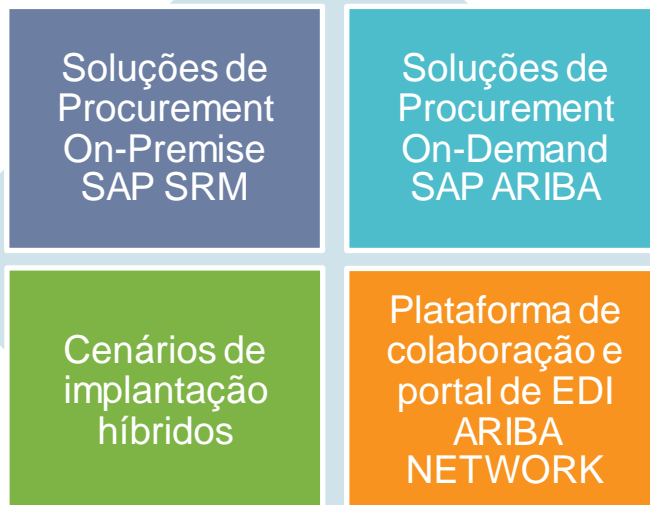 Soluções de
Procurement
On-Premise
SAP SRM
Soluções de
Procurement
On-Demand
SAP ARIBA
Cenários de
implantação
híbridos
Plataforma de
colaboração e
portal de EDI
ARIBA
NETWORK